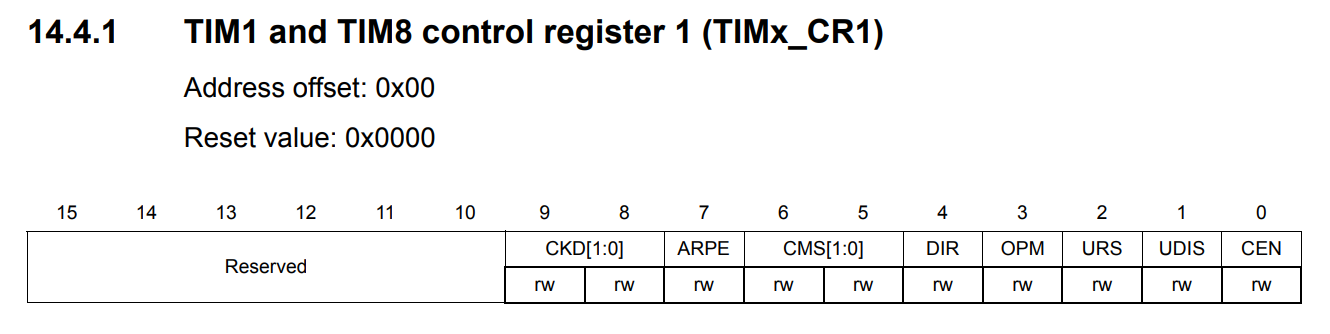 14.4.1 TIM1 and TIM8 control register 1 (TIMx_CR1)
Address offset: 0x00
Reset value: 0x0000
15 14 13 12 11 10 9 8 7 6 5 4 3 2 1 0
Reserved CKD[1:0] ARPE CMS[1:0] DIR OPM URS UDIS CEN
rw rw rw rw rw rw rw rw rw rw